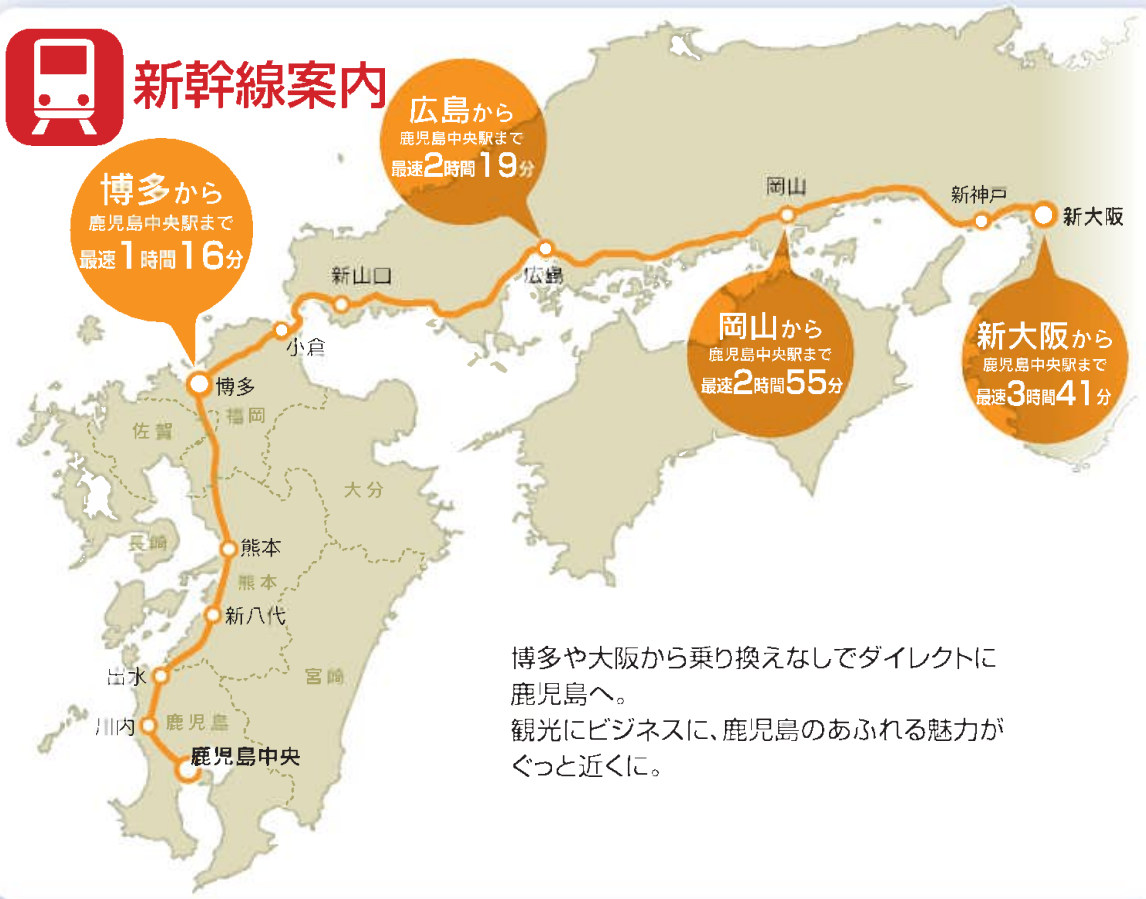 新幹線案内
広島から
鹿児島中央駅まで
最速2時間19分
博多から
鹿児島中央駅まで
最速1時間16分
岡山
新神戸
新大阪
広島
新山口
小倉
博多
岡山から
鹿児島中央駅まで
最速2時間55分
新大阪から
鹿児島中央駅まで
最速3時間41分
福岡
佐賀
大分
長崎
熊本
熊本
新八代
出水
宮崎
川内
鹿児島
鹿児島中央
博多や大阪から乗り換えなしでダイレクトに
鹿児島へ。
観光にビジネスに、鹿児島のあふれる魅力が
ぐっと近くに。